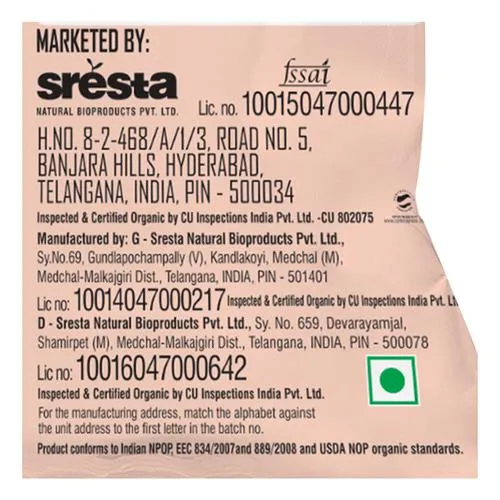 MARKETED BY:
srèsta
NATURAL BIOPRODUCTS PVT. LTD.
fssai
Lic. no. 10015047000447
H.NO. 8-2-468/A/1/3, ROAD NO. 5,
BANJARA HILLS, HYDERABAD,
TELANGANA, INDIA, PIN - 500034
Inspected & Certified Organic by CU Inspections India Pvt. Ltd. -CU 802075
Manufactured by: G - Sresta Natural Bioproducts Pvt. Ltd.,
Sy.No.69, Gundlapochampally (V), Kandlakoyi, Medchal (M),
Medchal-Malkajgiri Dist., Telangana, INDIA, PIN - 501401
Lic no: 10014047000217 Inspected & Certified Organic by CU Inspections India Pvt. Lt
D - Sresta Natural Bioproducts Pvt. Ltd., Sy. No. 659, Devarayamjal,
Shamirpet (M), Medchal-Malkajgiri Dist., Telangana, INDIA, PIN - 500078
Lic no: 10016047000642
Inspected & Certified Organic by CU Inspections India Pvt. Ltd.
For the manufacturing address, match the alphabet against
the unit address to the first letter in the batch no.
Product conforms to Indian NPOP, EEC 834/2007and 889/2008 and USDA NOP organic standards.